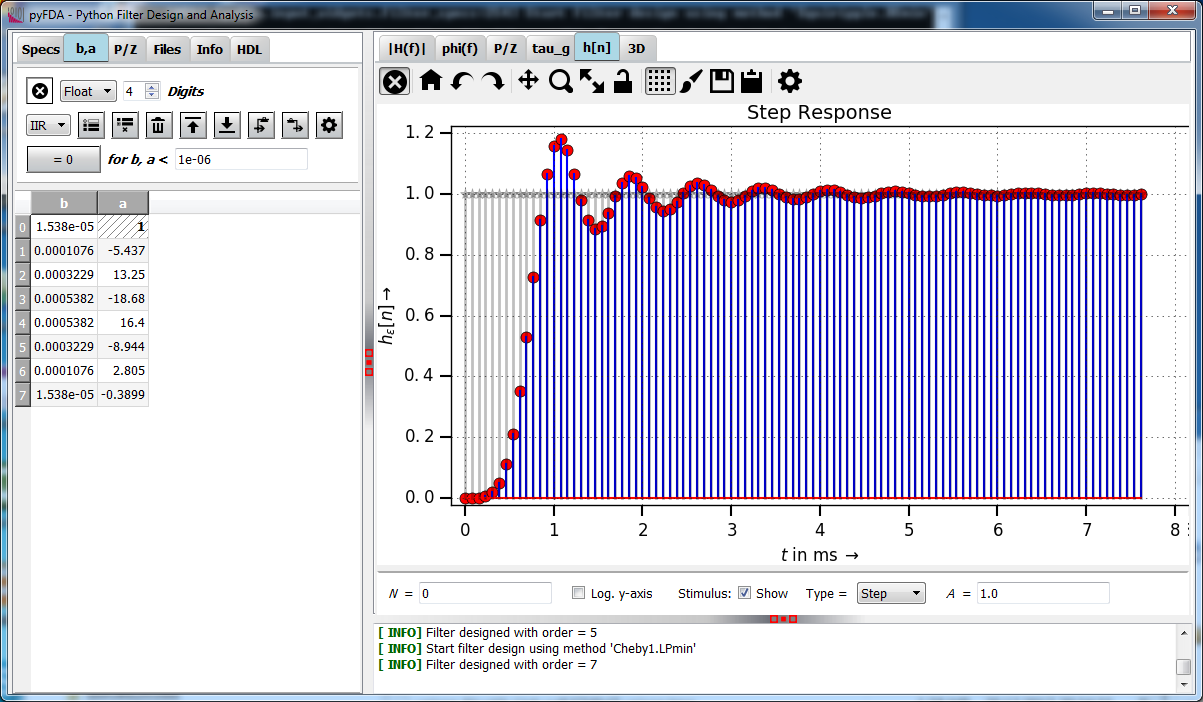 pyFDA - Python Filter Design and Analysis
Specs b,a P/Z Files Info HDL
Float 4 Digits
IIR
= 0 for b, a < 1e-06
b a
0 1.538e-05 1
1 0.0001076 -5.437
2 0.0003229 13.25
3 0.0005382 -18.68
4 0.0005382 16.4
5 0.0003229 -8.944
6 0.0001076 2.805
7 1.538e-05 -0.3899
|H(f)| phi(f) P/Z tau_g h[n] 3D
Step Response
1.2
1.0
0.8
0.6
0.4
0.2
0.0
hε[n] →
0 1 2 3 4 5 6 7 8
t in ms →
N = 0 Log. y-axis Stimulus: Show Type = Step A = 1.0
[ INFO] Filter designed with order = 5
[ INFO] Start filter design using method 'Cheby1.LPmin'
[ INFO] Filter designed with order = 7